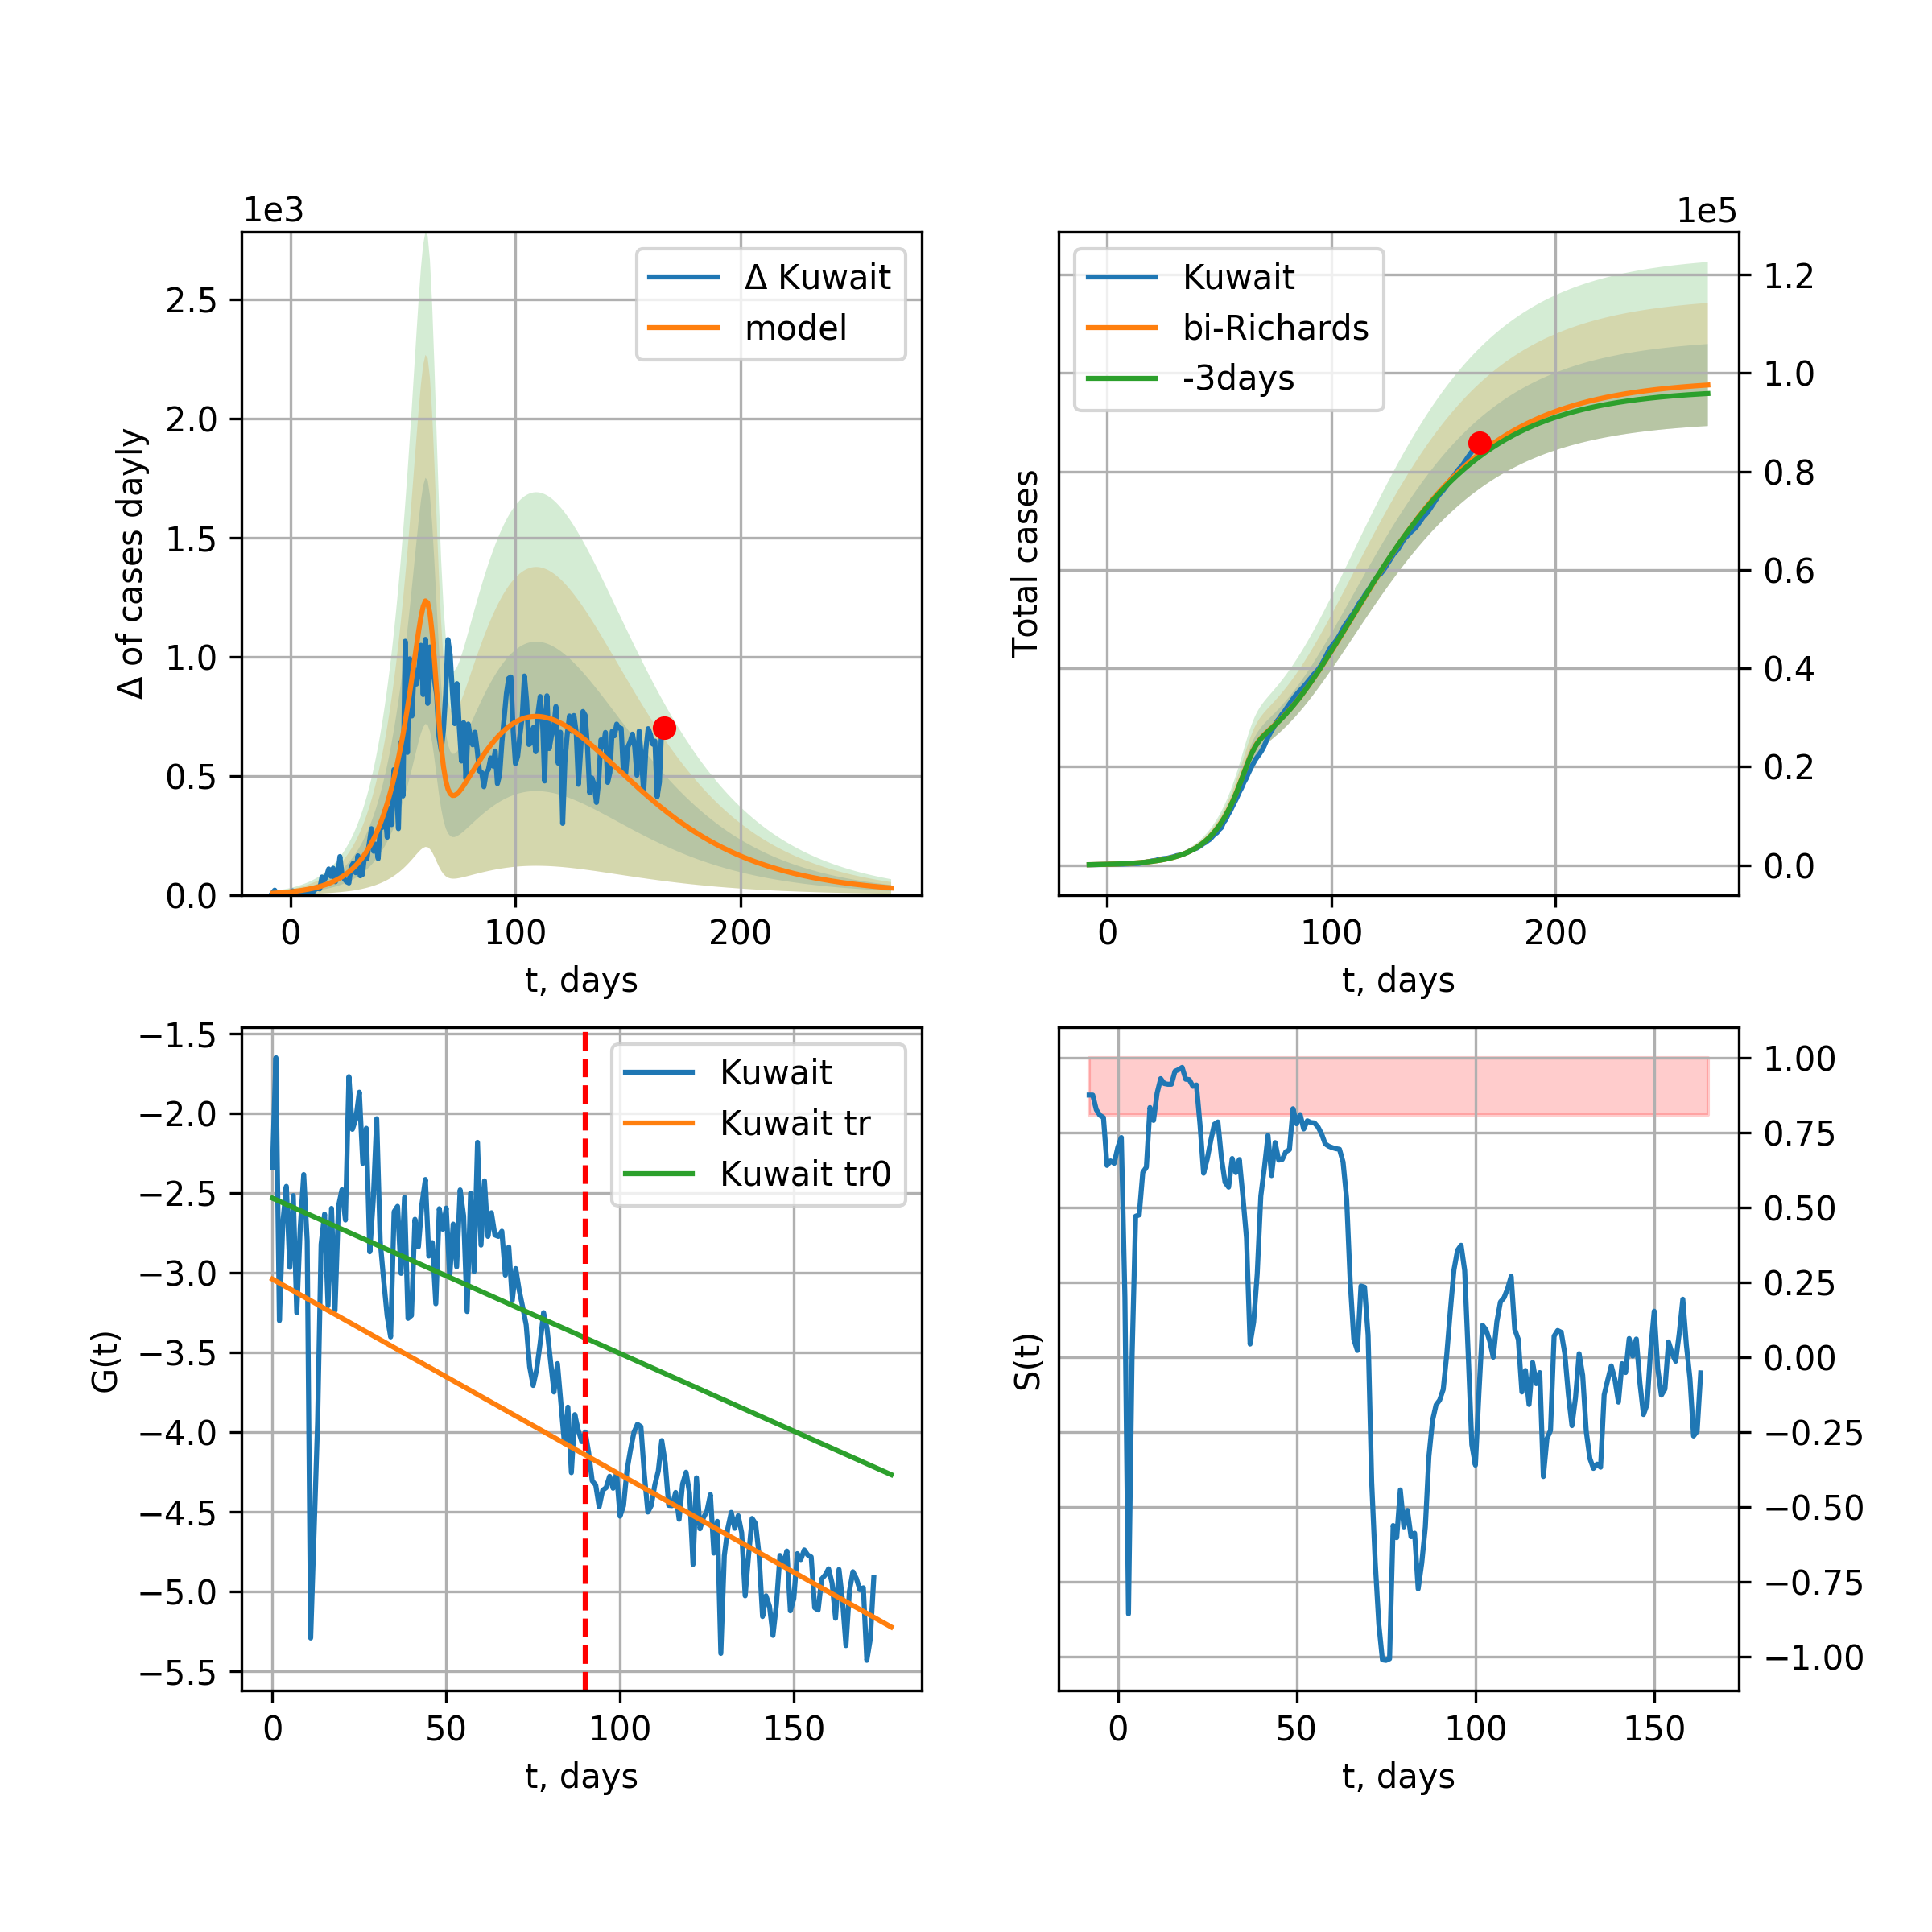 1e3
Δ of cases dayly
2.5
2.0
1.5
1.0
0.5
0.0
0 100 200
t, days
Δ Kuwait
model
1e5
Total cases
Kuwait
bi-Richards
-3days
1.2
1.0
0.8
0.6
0.4
0.2
0.0
0 100 200
t, days
G(t)
−1.5
−2.0
−2.5
−3.0
−3.5
−4.0
−4.5
−5.0
−5.5
0 50 100 150
t, days
Kuwait
Kuwait tr
Kuwait tr0
S(t)
1.00
0.75
0.50
0.25
0.00
−0.25
−0.50
−0.75
−1.00
0 50 100 150
t, days